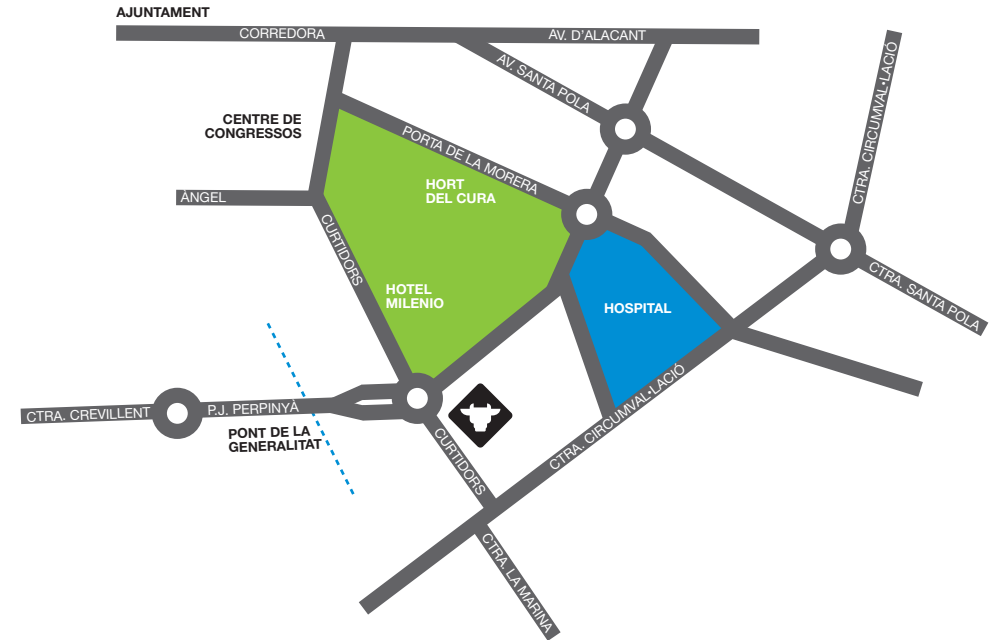 AJUNTAMENT
CORREDORA
AV. D'ALACANT
AV. SANTA POLA
CTRA. CIRCUMVAL•LACIÓ
CENTRE DE
CONGRESSOS
PORTA DE LA MORERA
HORT
DEL CURA
ÀNGEL
CURTIDORS
CTRA. SANTA POLA
HOTEL
MILENIO
HOSPITAL
CTRA. CREVILLENT
P.J. PERPINYÀ
PONT DE LA
GENERALITAT
CURTIDORS
CTRA. CIRCUMVAL•LACIÓ
CTRA. LA MARINA